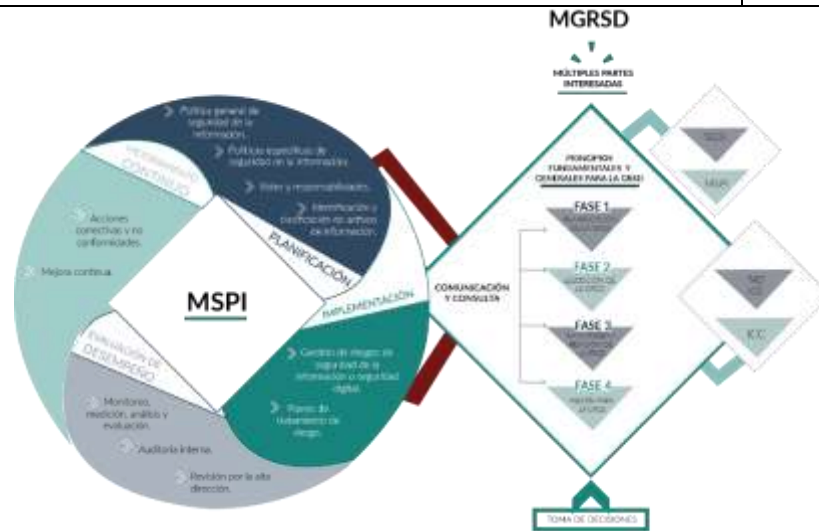 MGRSD
MÚLTIPLES PARTES
INTERESADAS
Política general de
seguridad de la
información.
Políticas específicas de
seguridad en la información.
Roles y responsabilidades.
Identificación y
clasificación de activos
de información.
PLANIFICACIÓN
MEJORAMIENTO
CONTINUO
Acciones
correctivas y no
conformidades.
Mejora continua.
MSPI
IMPLEMENTACIÓN
Gestión de riesgos de
seguridad de la
información o seguridad
digital.
Planes de
tratamiento de
riesgo.
EVALUACIÓN DE
DESEMPEÑO
Monitoreo,
medición, análisis y
evaluación.
Auditoría interna.
Revisión por la alta
dirección.
PRINCIPIOS
FUNDAMENTALES Y
GENERALES PARA LA GRSD
COMUNICACIÓN
Y CONSULTA
FASE 1
FASE 2
FASE 3
FASE 4
MSPI
TOMA DE DECISIONES